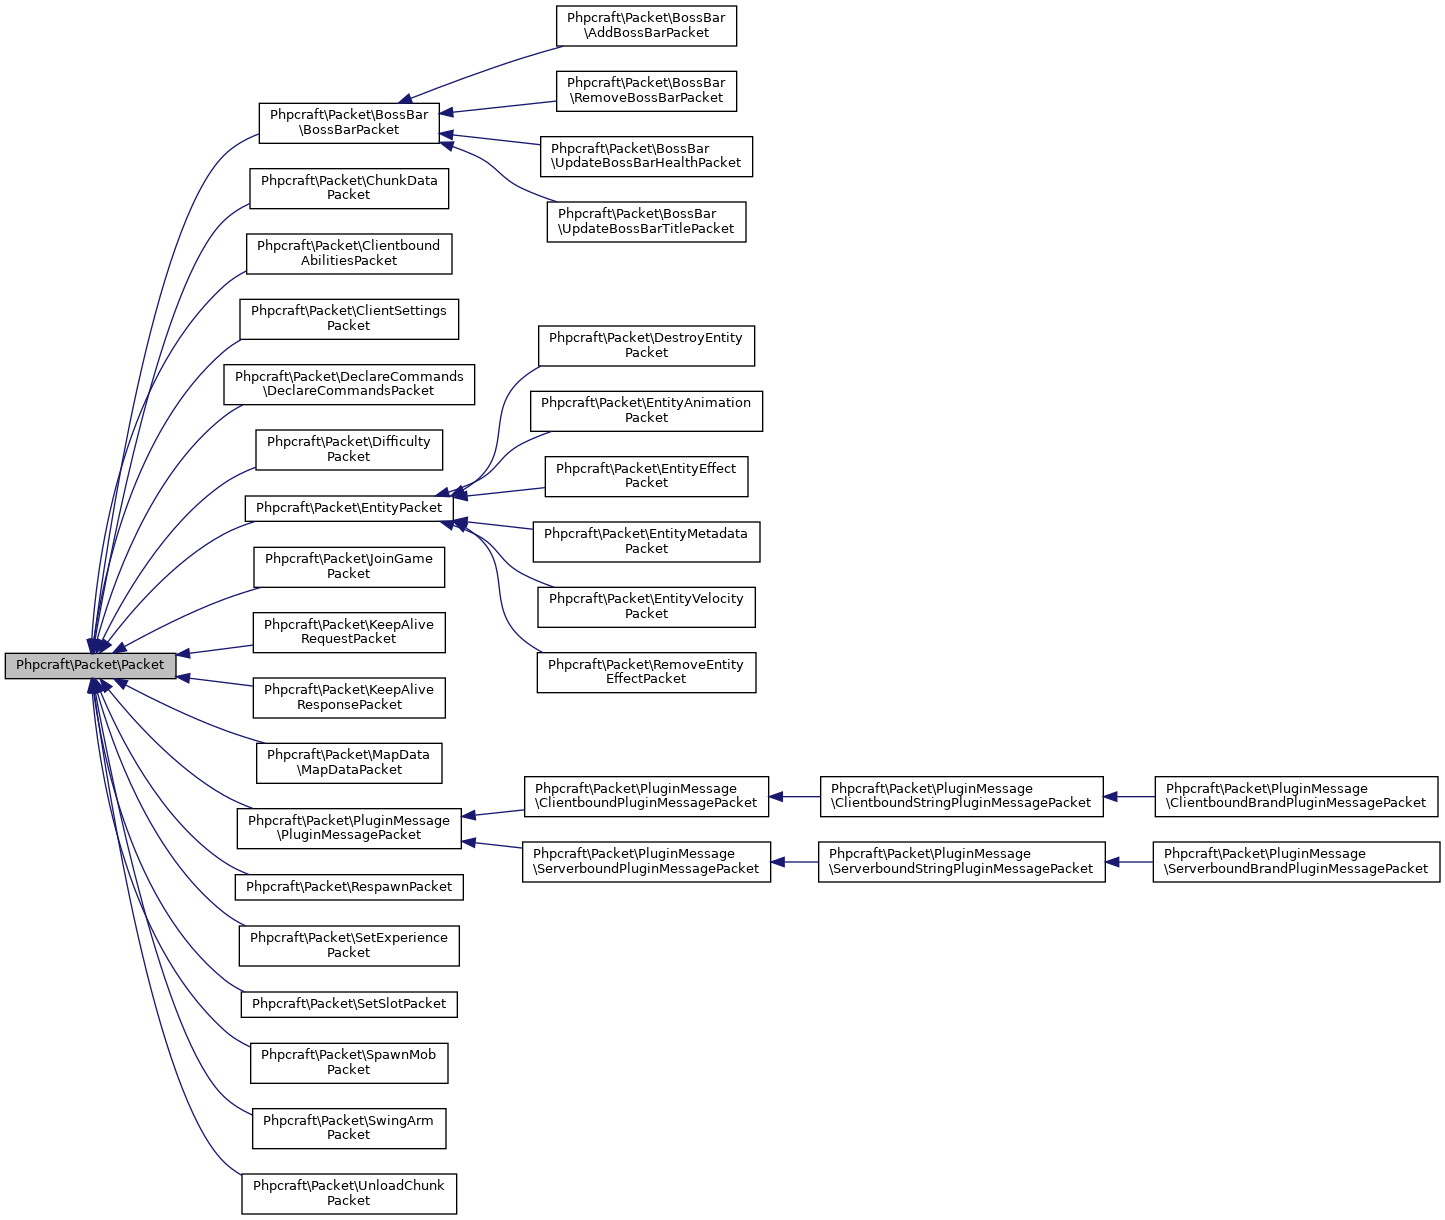 Phpcraft\Packet\Packet
Phpcraft\Packet\BossBar
\BossBarPacket
Phpcraft\Packet\ChunkData
Packet
Phpcraft\Packet\Clientbound
AbilitiesPacket
Phpcraft\Packet\ClientSettings
Packet
Phpcraft\Packet\DeclareCommands
\DeclareCommandsPacket
Phpcraft\Packet\Difficulty
Packet
Phpcraft\Packet\EntityPacket
Phpcraft\Packet\JoinGame
Packet
Phpcraft\Packet\KeepAlive
RequestPacket
Phpcraft\Packet\KeepAlive
ResponsePacket
Phpcraft\Packet\MapData
\MapDataPacket
Phpcraft\Packet\PluginMessage
\PluginMessagePacket
Phpcraft\Packet\RespawnPacket
Phpcraft\Packet\SetExperience
Packet
Phpcraft\Packet\SetSlotPacket
Phpcraft\Packet\SpawnMob
Packet
Phpcraft\Packet\SwingArm
Packet
Phpcraft\Packet\UnloadChunk
Packet
Phpcraft\Packet\BossBar
\AddBossBarPacket
Phpcraft\Packet\BossBar
\RemoveBossBarPacket
Phpcraft\Packet\BossBar
\UpdateBossBarHealthPacket
Phpcraft\Packet\BossBar
\UpdateBossBarTitlePacket
Phpcraft\Packet\DestroyEntity
Packet
Phpcraft\Packet\EntityAnimation
Packet
Phpcraft\Packet\EntityEffect
Packet
Phpcraft\Packet\EntityMetadata
Packet
Phpcraft\Packet\EntityVelocity
Packet
Phpcraft\Packet\RemoveEntity
EffectPacket
Phpcraft\Packet\PluginMessage
\ClientboundPluginMessagePacket
Phpcraft\Packet\PluginMessage
\ClientboundStringPluginMessagePacket
Phpcraft\Packet\PluginMessage
\ClientboundBrandPluginMessagePacket
Phpcraft\Packet\PluginMessage
\ServerboundPluginMessagePacket
Phpcraft\Packet\PluginMessage
\ServerboundStringPluginMessagePacket
Phpcraft\Packet\PluginMessage
\ServerboundBrandPluginMessagePacket